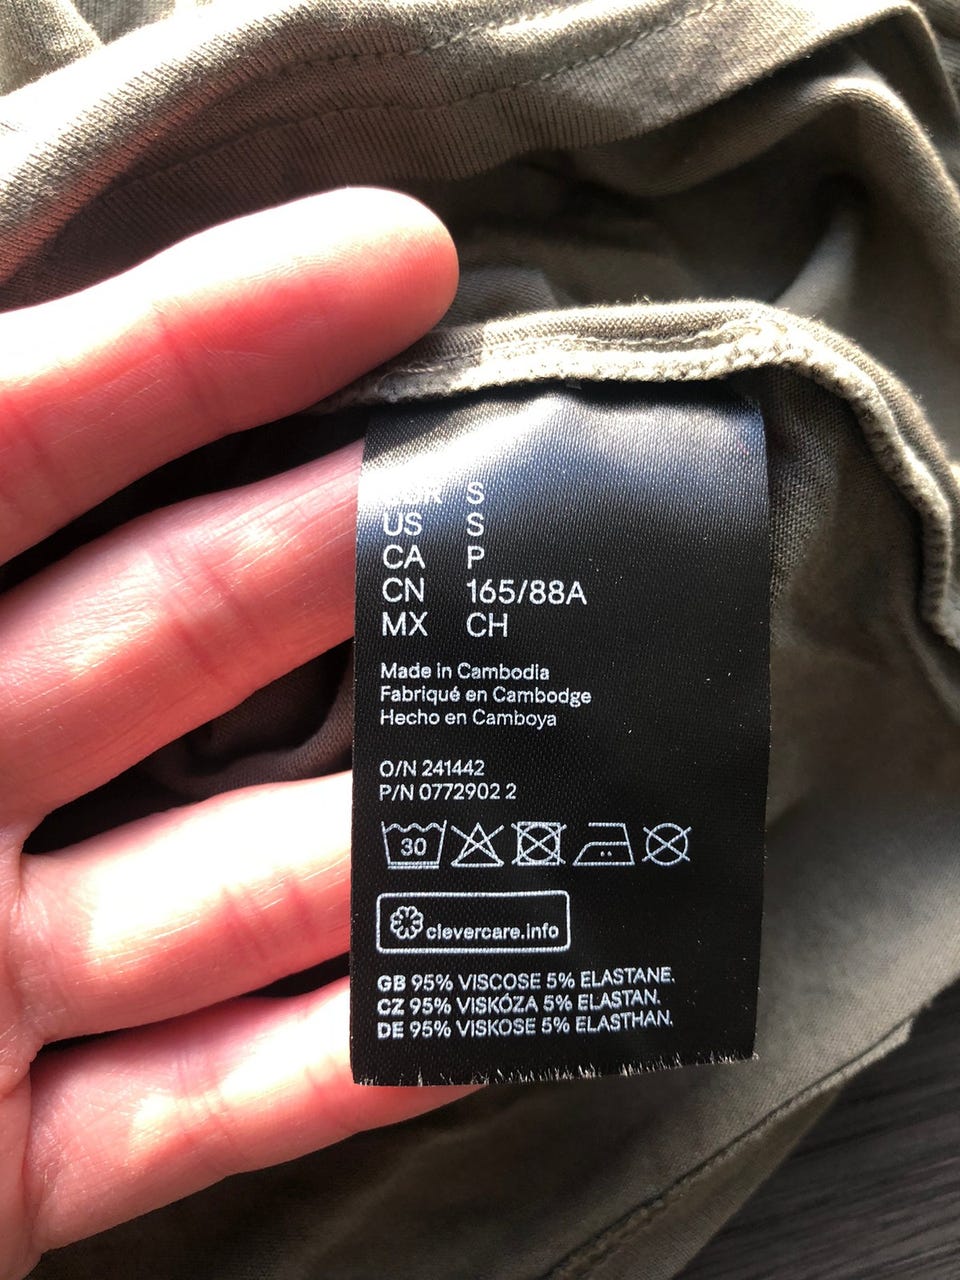 EUR S
US S
CA P
CN 165/88A
MX CH
Made in Cambodia
Fabriqué en Cambodge
Hecho en Camboya
O/N 241442
P/N 0772902 2
30
clevercare.info
GB 95% VISCOSE 5% ELASTANE.
CZ 95% VISKÓZA 5% ELASTAN.
DE 95% VISKOSE 5% ELASTHAN.